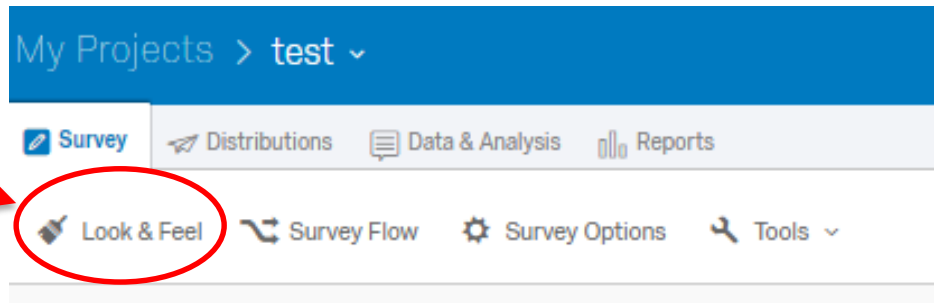 My Projects > test
Survey Distributions Data & Analysis Reports
Look & Feel Survey Flow Survey Options Tools